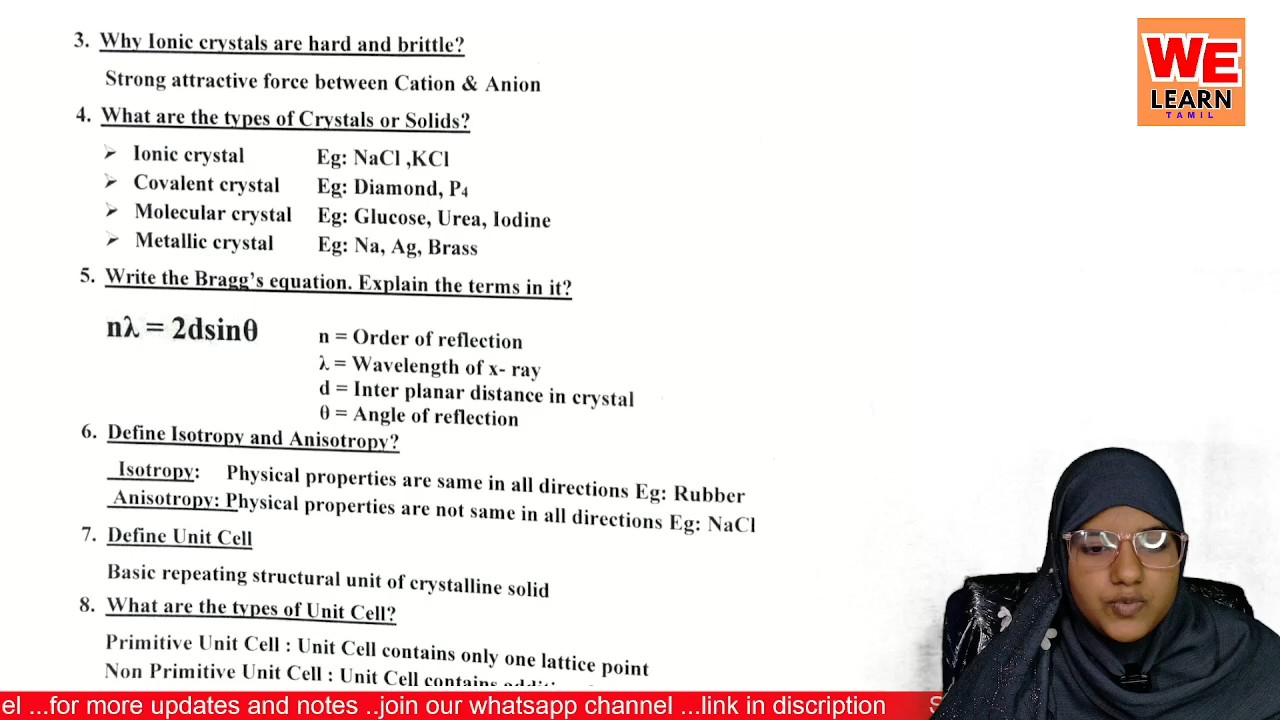 3. Why Ionic crystals are hard and brittle?
Strong attractive force between Cation & Anion
4. What are the types of Crystals or Solids?
➢ Ionic crystal Eg: NaCl ,KCl
➢ Covalent crystal Eg: Diamond, P₄
➢ Molecular crystal Eg: Glucose, Urea, Iodine
➢ Metallic crystal Eg: Na, Ag, Brass
5. Write the Bragg's equation. Explain the terms in it?
nλ = 2dsinθ
n = Order of reflection
λ = Wavelength of x- ray
d = Inter planar distance in crystal
θ = Angle of reflection
6. Define Isotropy and Anisotropy?
Isotropy: Physical properties are same in all directions Eg: Rubber
Anisotropy: Physical properties are not same in all directions Eg: NaCl
7. Define Unit Cell
Basic repeating structural unit of crystalline solid
8. What are the types of Unit Cell?
Primitive Unit Cell : Unit Cell contains only one lattice point
Non Primitive Unit Cell : Unit Cell contains
WE
LEARN
TAMIL
el ...for more updates and notes ..join our whatsapp channel ...link in discription